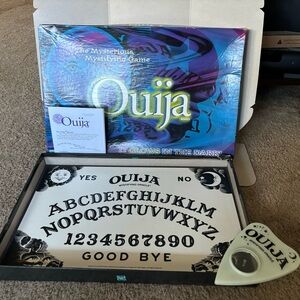 The Mysterious
Mystifying Game
Ouija
GLOWS IN THE DARK!
Ouija
YES
OUIJA
NO
MYSTIFYING ORACLE
ABCDEFGHIJKLM
NOPQRSTUVWXYZ
1234567890
GOOD BYE
OUIJA